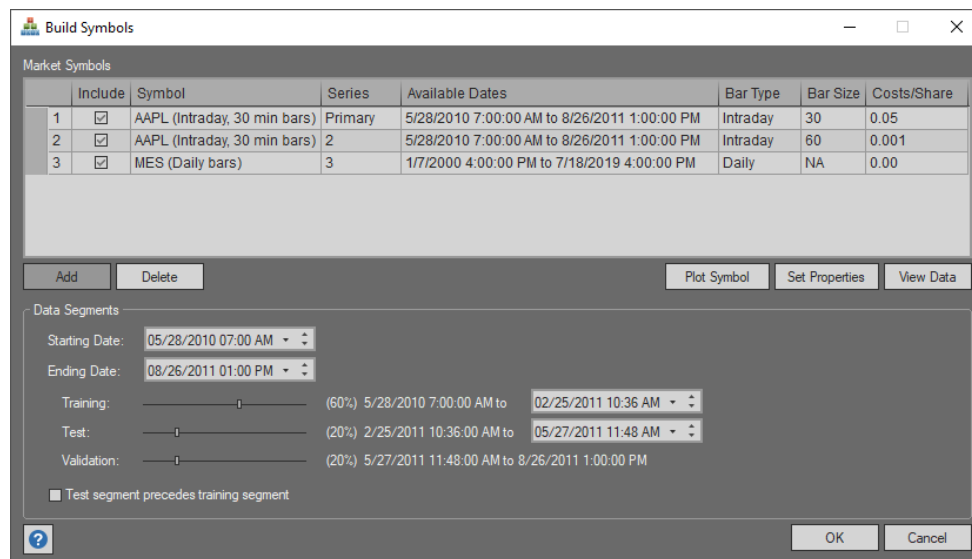 Build Symbols
Market Symbols
Include Symbol Series Available Dates Bar Type Bar Size Costs/Share
1 AAPL (Intraday, 30 min bars) Primary 5/28/2010 7:00:00 AM to 8/26/2011 1:00:00 PM Intraday 30 0.05
2 AAPL (Intraday, 30 min bars) 2 5/28/2010 7:00:00 AM to 8/26/2011 1:00:00 PM Intraday 60 0.001
3 MES (Daily bars) 3 1/7/2000 4:00:00 PM to 7/18/2019 4:00:00 PM Daily NA 0.00
Add Delete Plot Symbol Set Properties View Data
Data Segments
Starting Date: 05/28/2010 07:00 AM
Ending Date: 08/26/2011 01:00 PM
Training: (60%) 5/28/2010 7:00:00 AM to 02/25/2011 10:36 AM
Test: (20%) 2/25/2011 10:36:00 AM to 05/27/2011 11:48 AM
Validation: (20%) 5/27/2011 11:48:00 AM to 8/26/2011 1:00:00 PM
Test segment precedes training segment
? OK Cancel